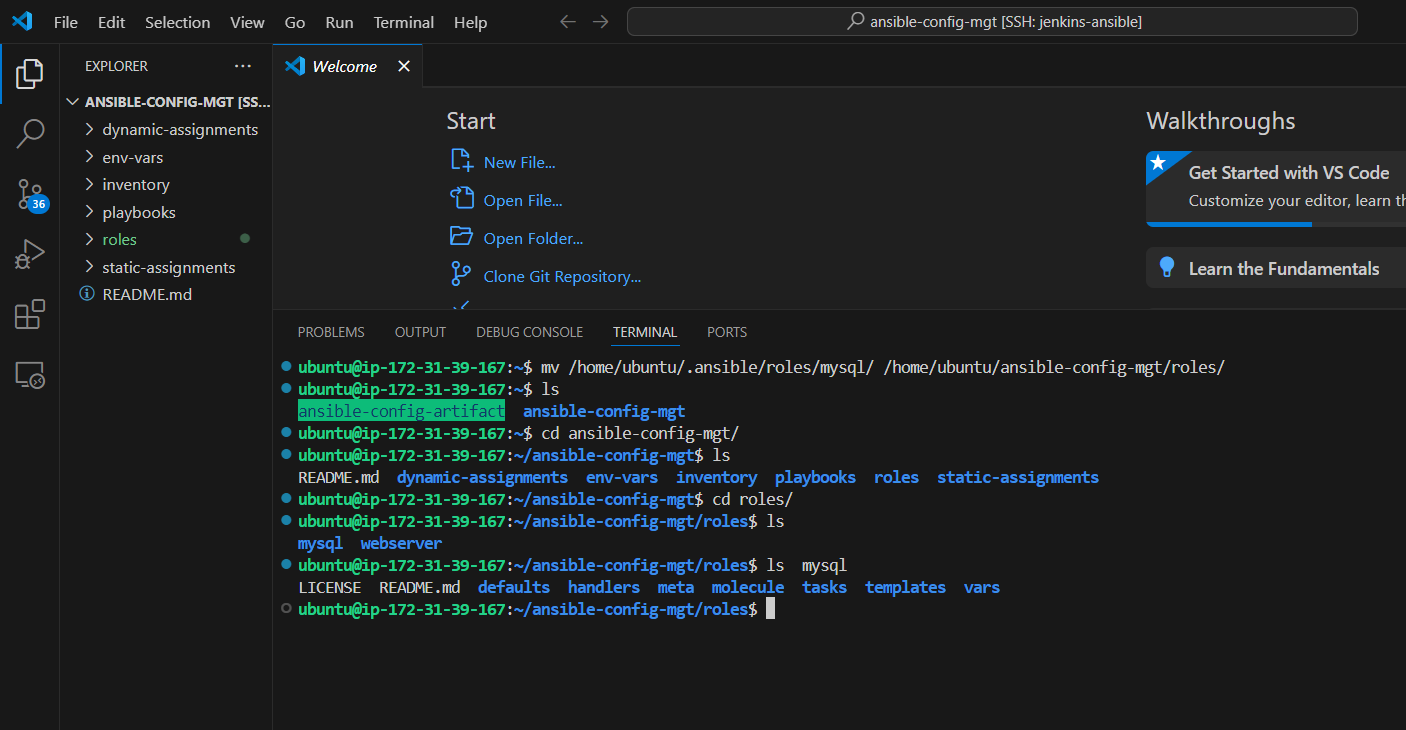 File Edit Selection View Go Run Terminal Help
ansible-config-mgt [SSH: jenkins-ansible]
EXPLORER
Welcome
ANSIBLE-CONFIG-MGT [SS...
dynamic-assignments
env-vars
inventory
36
playbooks
roles
static-assignments
README.md
Start
New File...
Open File...
Open Folder...
Clone Git Repository...
Walkthroughs
Get Started with VS Code
Customize your editor, learn th
Learn the Fundamentals
PROBLEMS OUTPUT DEBUG CONSOLE TERMINAL PORTS
ubuntu@ip-172-31-39-167:~$ mv /home/ubuntu/.ansible/roles/mysql/ /home/ubuntu/ansible-config-mgt/roles/
ubuntu@ip-172-31-39-167:~$ ls
ansible-config-artifact ansible-config-mgt
ubuntu@ip-172-31-39-167:~$ cd ansible-config-mgt/
ubuntu@ip-172-31-39-167:~/ansible-config-mgt$ ls
README.md dynamic-assignments env-vars inventory playbooks roles static-assignments
ubuntu@ip-172-31-39-167:~/ansible-config-mgt$ cd roles/
ubuntu@ip-172-31-39-167:~/ansible-config-mgt/roles$ ls
mysql webserver
ubuntu@ip-172-31-39-167:~/ansible-config-mgt/roles$ ls mysql
LICENSE README.md defaults handlers meta molecule tasks templates vars
ubuntu@ip-172-31-39-167:~/ansible-config-mgt/roles$